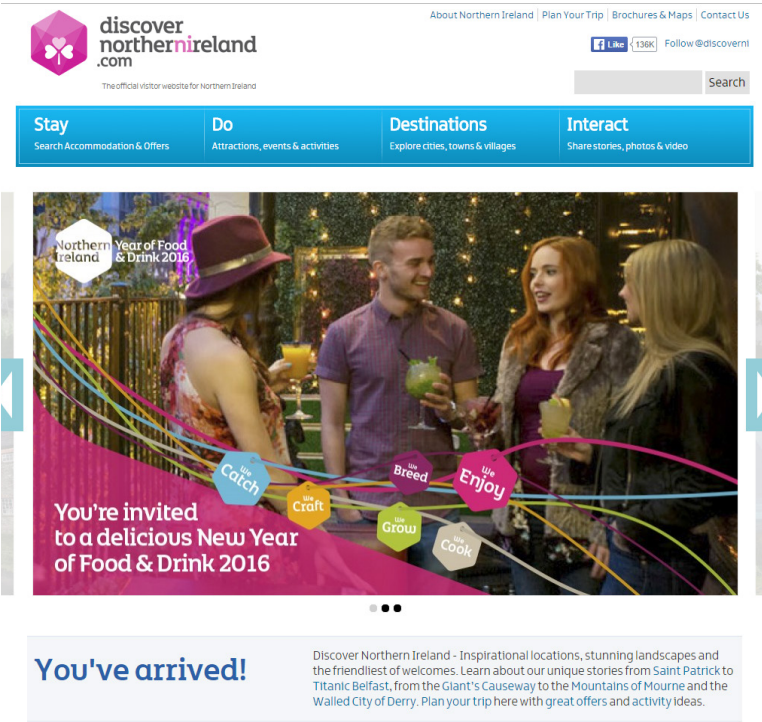 discover
northernireland
.com
The official visitor website for Northern Ireland
About Northern Ireland | Plan Your Trip | Brochures & Maps | Contact Us
Like 136K Follow @discoverni
Search
Stay
Search Accommodation & Offers
Do
Attractions, events & activities
Destinations
Explore cities, towns & villages
Interact
Share stories, photos & video
Northern
Ireland
Year of Food
& Drink 2016
We
Catch
We
Craft
We
Breed
We
Grow
We
Enjoy
We
Cook
You're invited
to a delicious New Year
of Food & Drink 2016
You've arrived!
Discover Northern Ireland - Inspirational locations, stunning landscapes and
the friendliest of welcomes. Learn about our unique stories from Saint Patrick to
Titanic Belfast, from the Giant's Causeway to the Mountains of Mourne and the
Walled City of Derry. Plan your trip here with great offers and activity ideas.